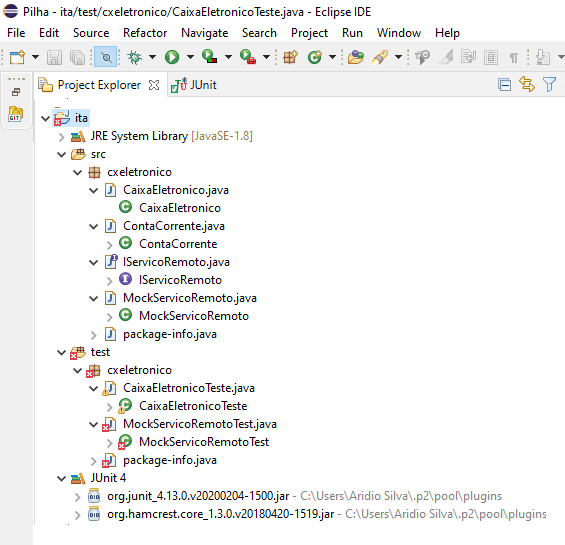 Pilha - ita/test/cxeletronico/CaixaEletronicoTeste.java - Eclipse IDE
File Edit Source Refactor Navigate Search Project Run Window Help
Project Explorer JUnit
GIT
ita
JRE System Library [JavaSE-1.8]
src
cxeletronico
CaixaEletronico.java
CaixaEletronico
ContaCorrente.java
ContaCorrente
IServicoRemoto.java
IServicoRemoto
MockServicoRemoto.java
MockServicoRemoto
package-info.java
test
cxeletronico
CaixaEletronicoTeste.java
CaixaEletronicoTeste
MockServicoRemotoTest.java
MockServicoRemotoTest
package-info.java
JUnit 4
org.junit_4.13.0.v20200204-1500.jar - C:\Users\Aridio Silva\.p2\pool\plugins
org.hamcrest.core_1.3.0.v20180420-1519.jar - C:\Users\Aridio Silva\.p2\pool\plugins